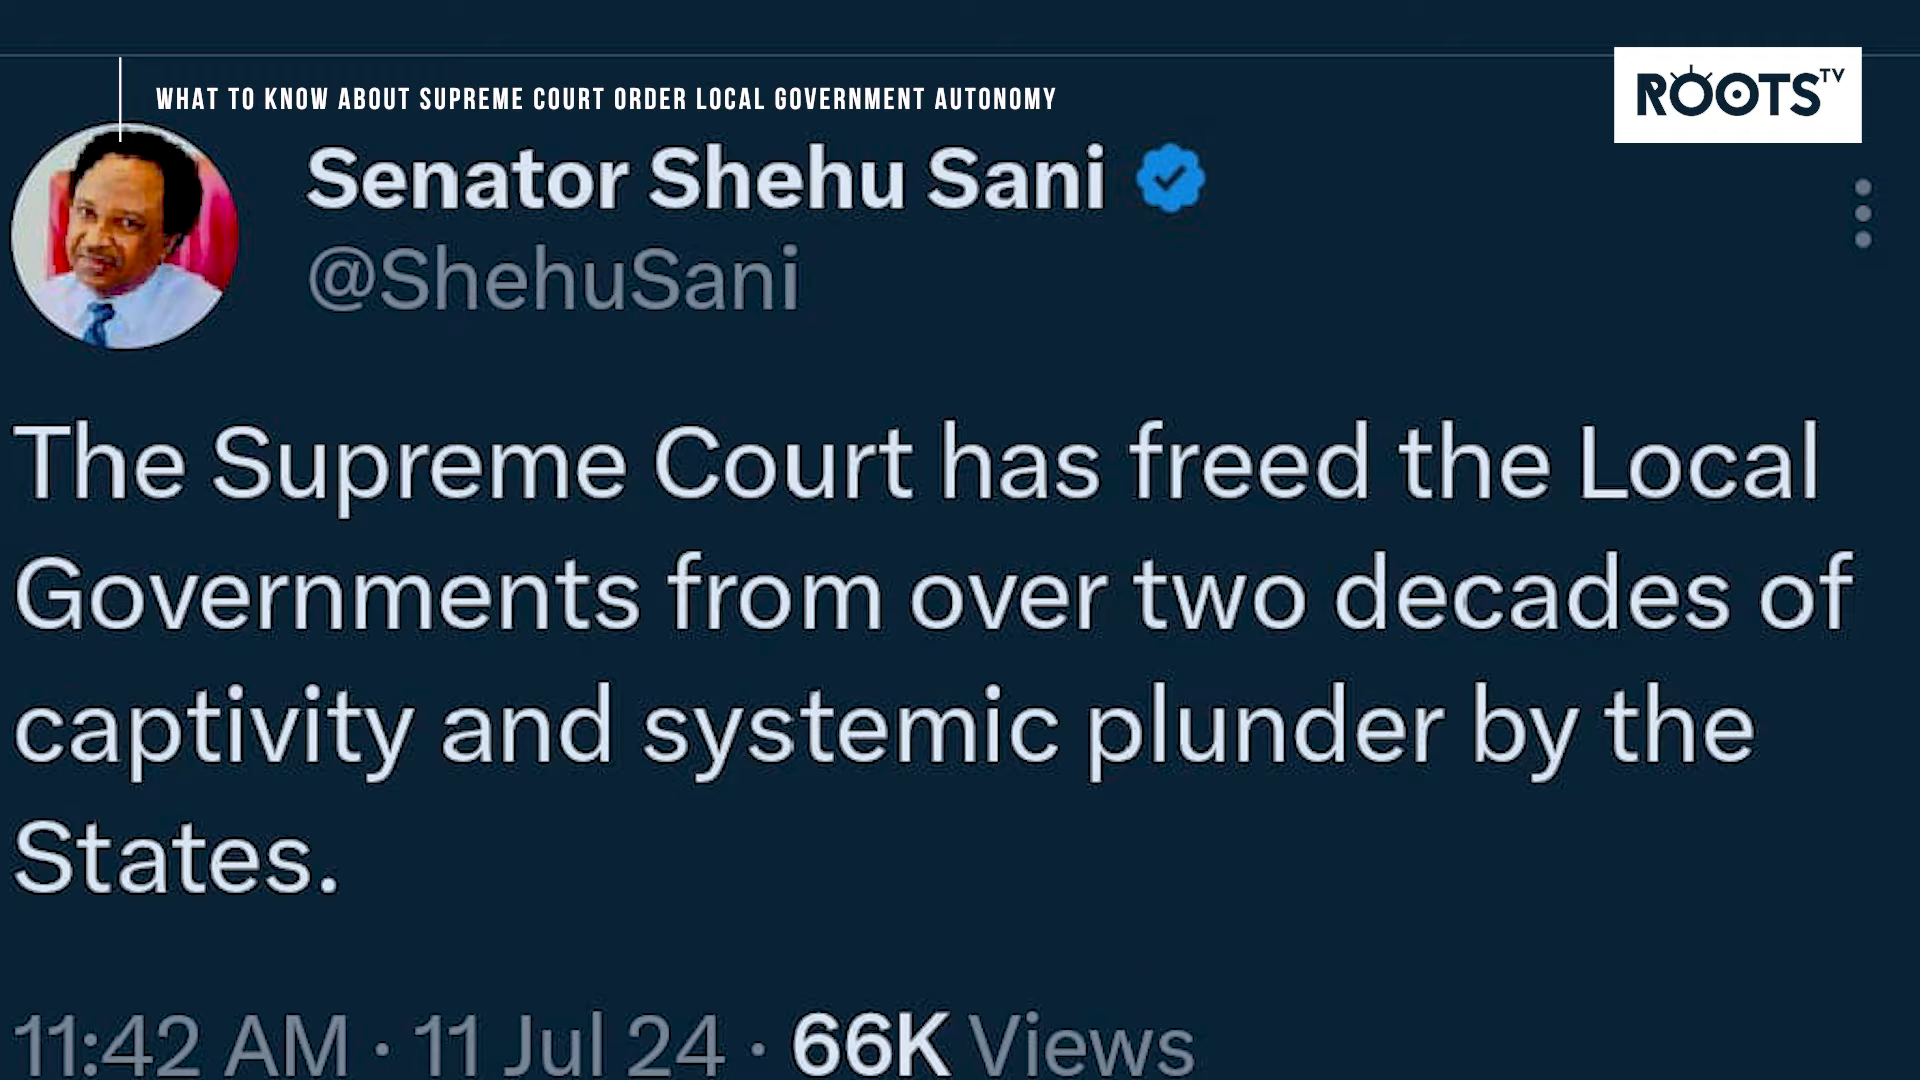 WHAT TO KNOW ABOUT SUPREME COURT ORDER LOCAL GOVERNMENT AUTONOMY
ROOTS TV
Senator Shehu Sani
@ShehuSani
The Supreme Court has freed the Local
Governments from over two decades of
captivity and systemic plunder by the
States.
11:42 AM · 11 Jul 24 · 66K Views